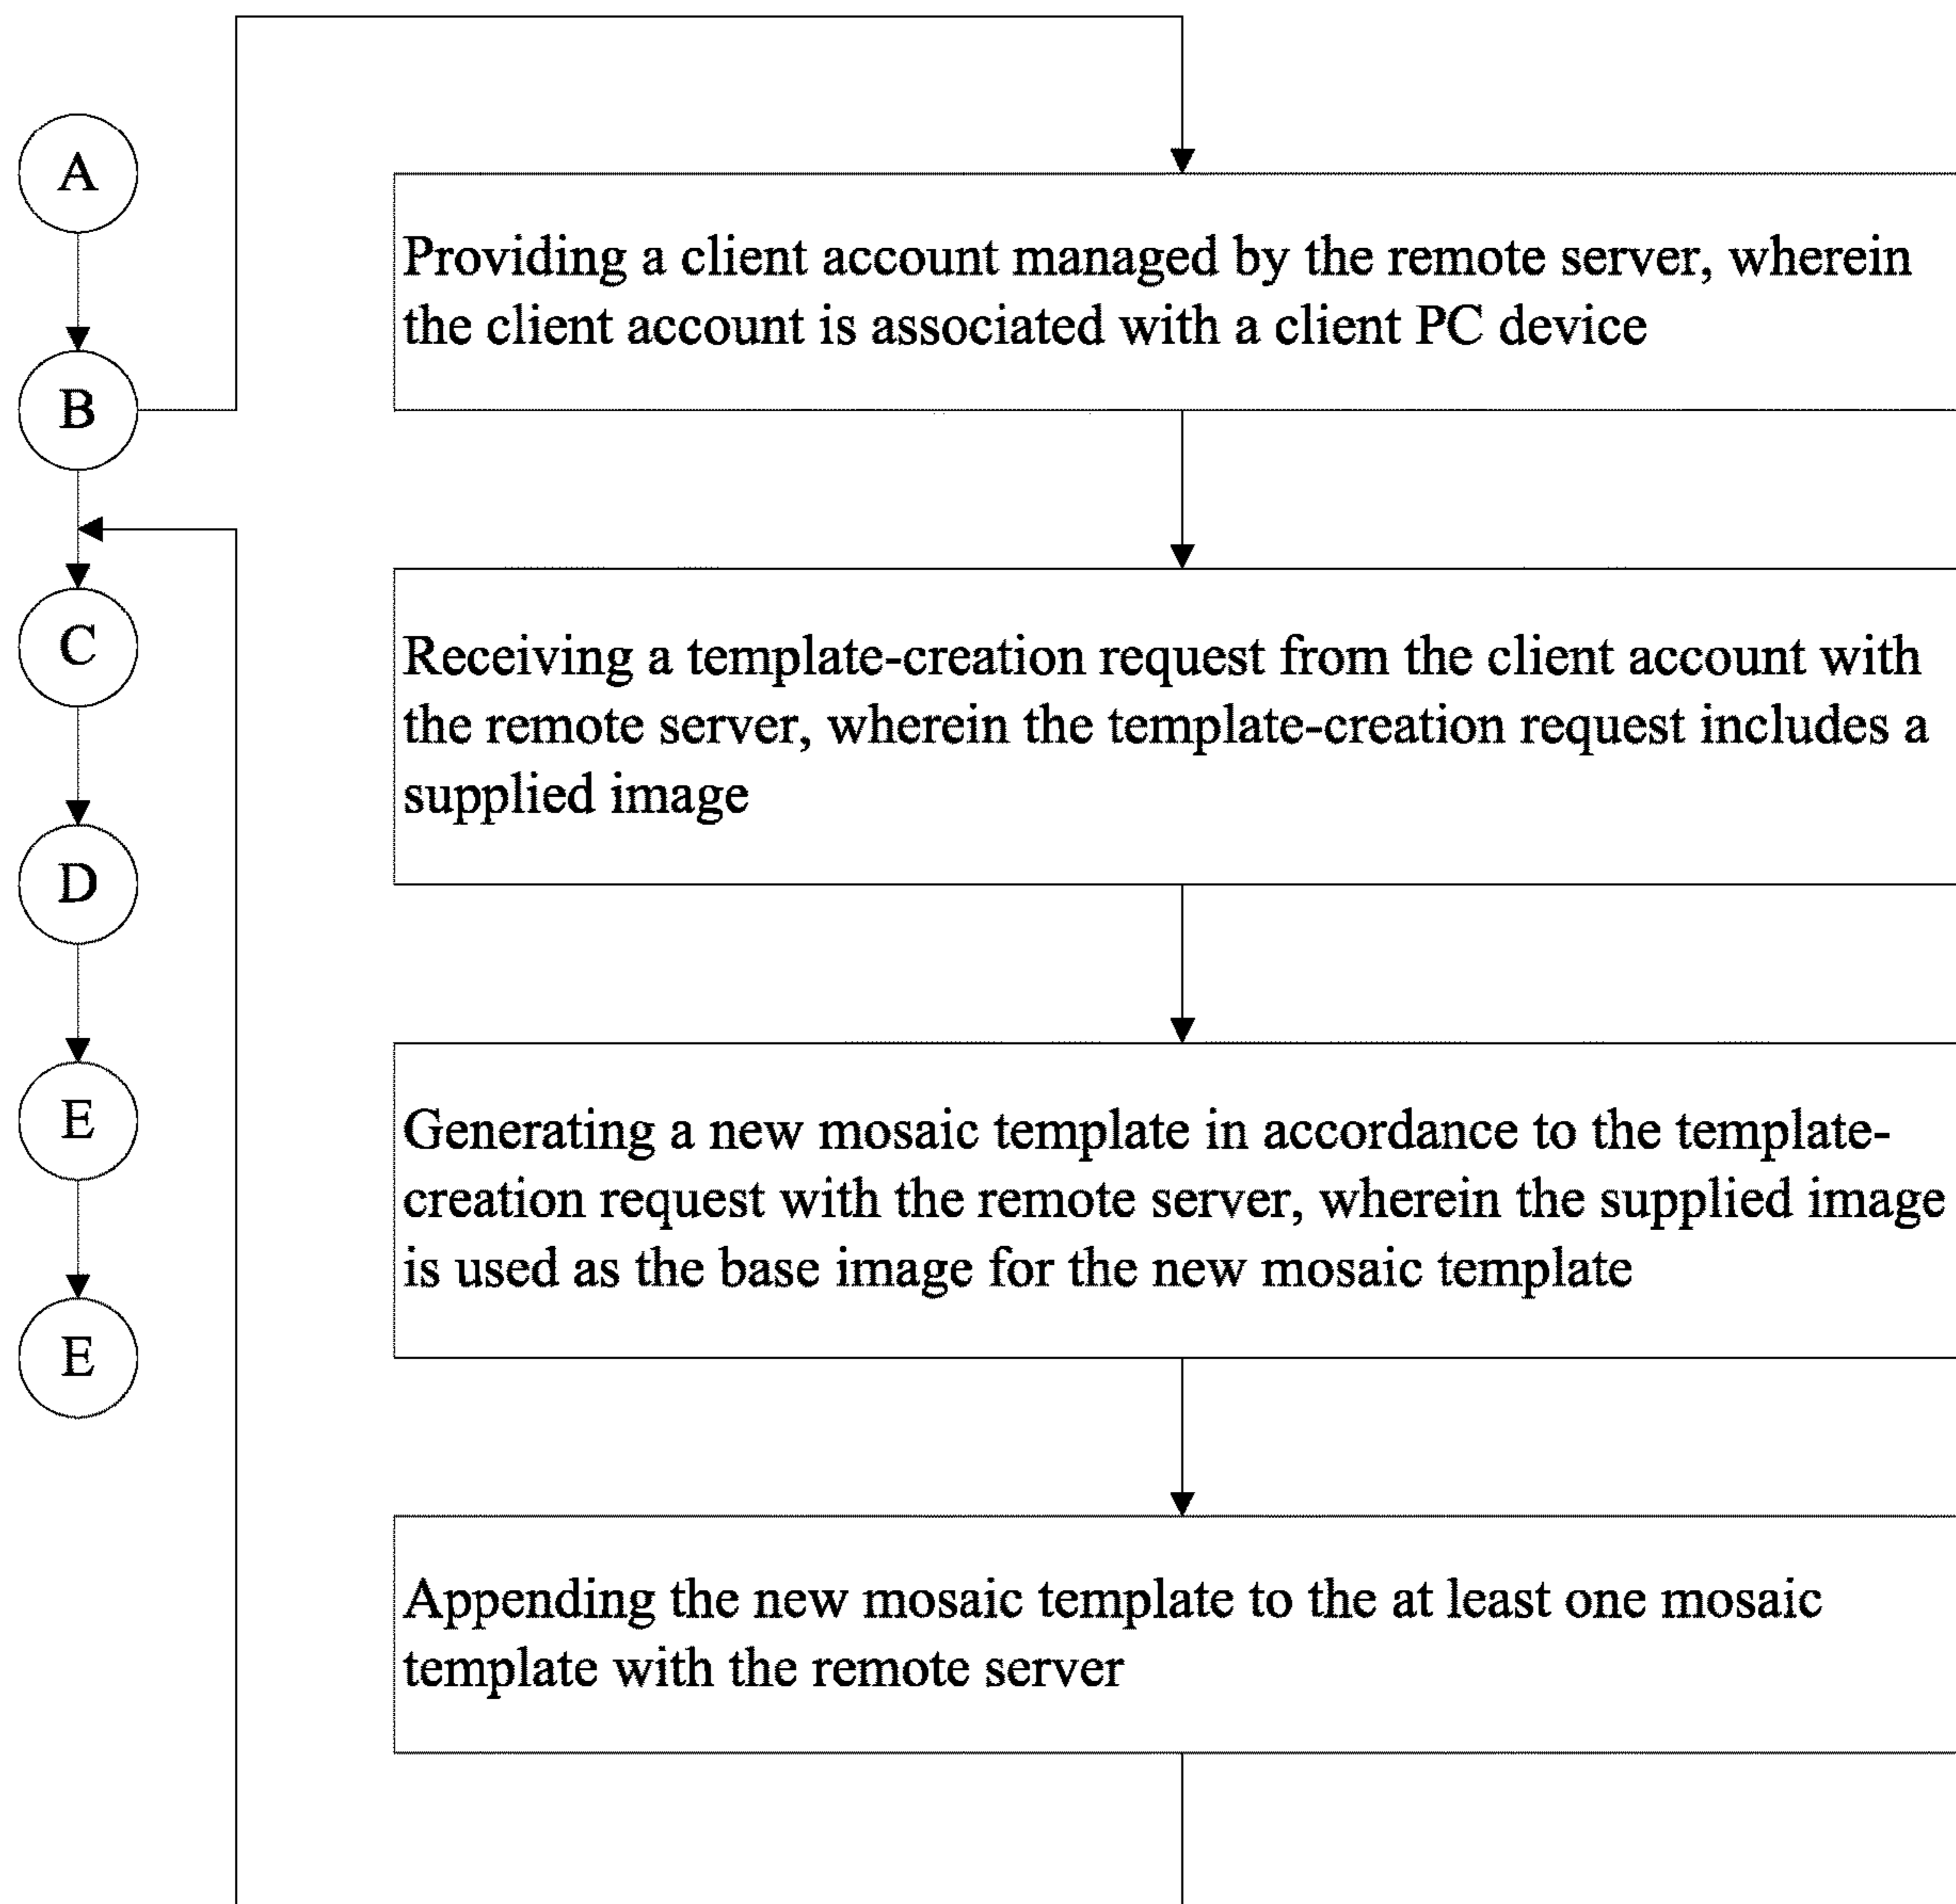 A
B
C
D
E
E
Providing a client account managed by the remote server, wherein
the client account is associated with a client PC device
Receiving a template-creation request from the client account with
the remote server, wherein the template-creation request includes a
supplied image
Generating a new mosaic template in accordance to the template-
creation request with the remote server, wherein the supplied image
is used as the base image for the new mosaic template
Appending the new mosaic template to the at least one mosaic
template with the remote server